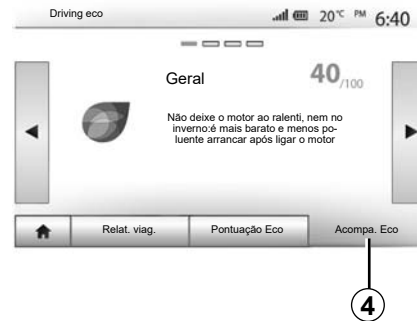 Driving eco
20°C PM 6:40
Geral
40/100
Não deixe o motor ao ralenti, nem no
inverno:é mais barato e menos po-
luente arrancar após ligar o motor
Relat. viag.
Pontuação Eco
Acompa. Eco
4